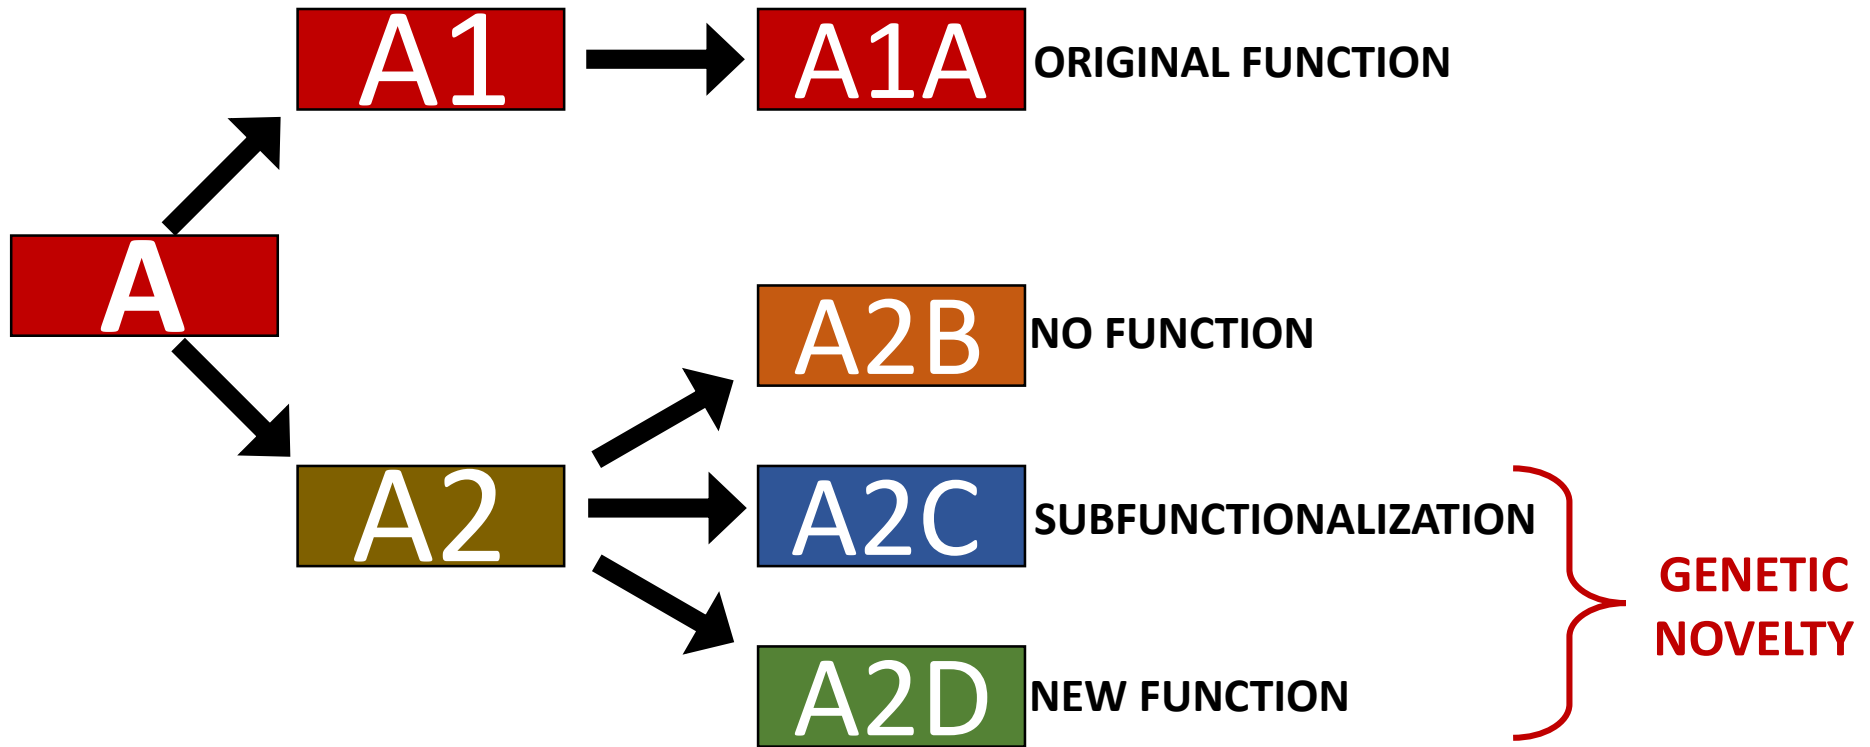 A1
A1A
ORIGINAL FUNCTION
A
A2B
NO FUNCTION
A2
A2C
SUBFUNCTIONALIZATION
GENETIC
NOVELTY
A2D
NEW FUNCTION